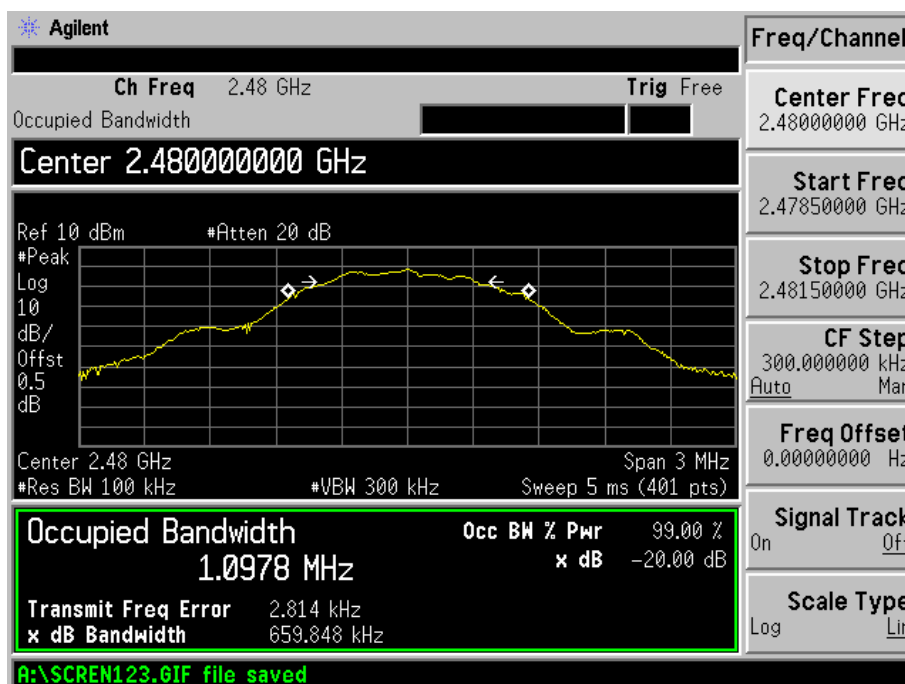 Agilent
Freq/Channel
Ch Freq 2.48 GHz Trig Free
Occupied Bandwidth
Center 2.480000000 GHz
Ref 10 dBm #Atten 20 dB
#Peak
Log
10
dB/
Offst
0.5
dB
Center 2.48 GHz Span 3 MHz
#Res BW 100 kHz #VBW 300 kHz Sweep 5 ms (401 pts)
Occupied Bandwidth
1.0978 MHz
Occ BW % Pwr 99.00 %
x dB -20.00 dB
Transmit Freq Error 2.814 kHz
x dB Bandwidth 659.848 kHz
A:\SCREN123.GIF file saved
Center Freq
2.48000000 GHz
Start Freq
2.47850000 GHz
Stop Freq
2.48150000 GHz
CF Step
300.000000 kHz
Auto Man
Freq Offset
0.00000000 Hz
Signal Track
On Off
Scale Type
Log Lin